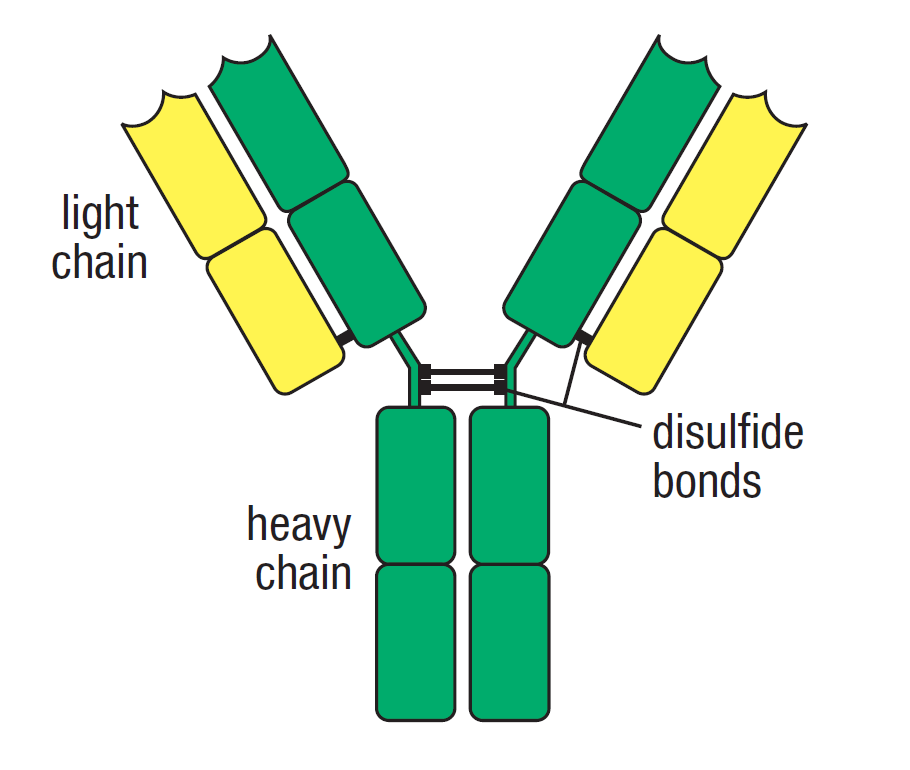 light
chain
disulfide
bonds
heavy
chain